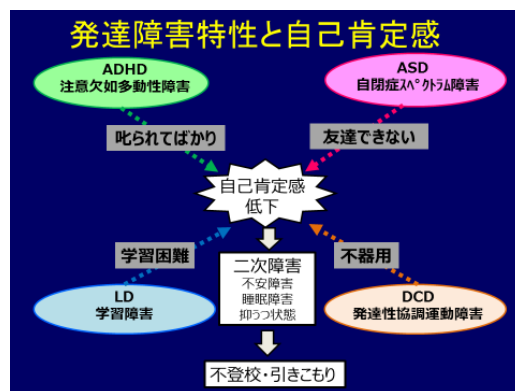 発達障害特性と自己肯定感
ADHD
注意欠如多動性障害
ASD
自閉症スペクトラム障害
叱られてばかり
友達できない
自己肯定感
低下
学習困難
不器用
二次障害
不安障害
睡眠障害
抑うつ状態
LD
学習障害
DCD
発達性協調運動障害
不登校・引きこもり